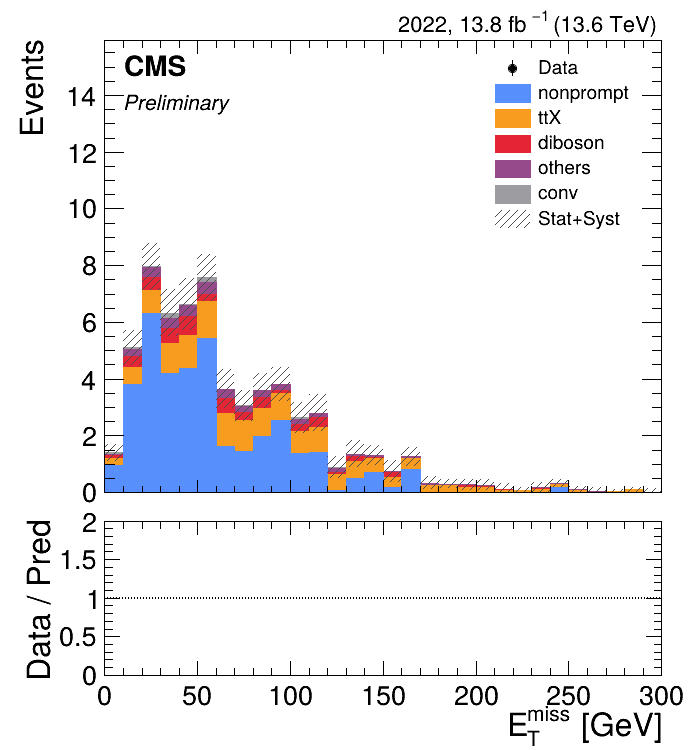 2022, 13.8 fb⁻¹ (13.6 TeV)
CMS
Preliminary
Data
nonprompt
ttX
diboson
others
conv
Stat+Syst
Events
14
12
10
8
6
4
2
0
Data / Pred
2
1.5
1
0.5
0
0 50 100 150 200 250 300
E_T^miss [GeV]